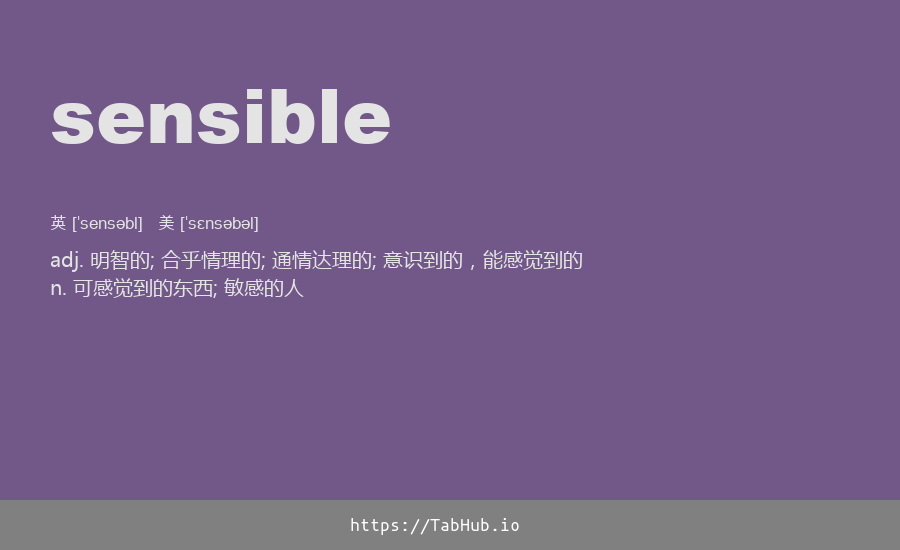 sensible
英 [ˈsensəbl] 美 [ˈsɛnsəbəl]
adj. 明智的; 合乎情理的; 通情达理的; 意识到的，能感觉到的
n. 可感觉到的东西; 敏感的人
https://TabHub.io